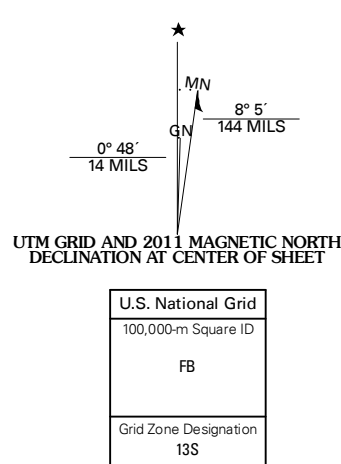 MN
8° 5´
144 MILS
GN
0° 48´
14 MILS
UTM GRID AND 2011 MAGNETIC NORTH
DECLINATION AT CENTER OF SHEET
U.S. National Grid
100,000-m Square ID
FB
Grid Zone Designation
13S